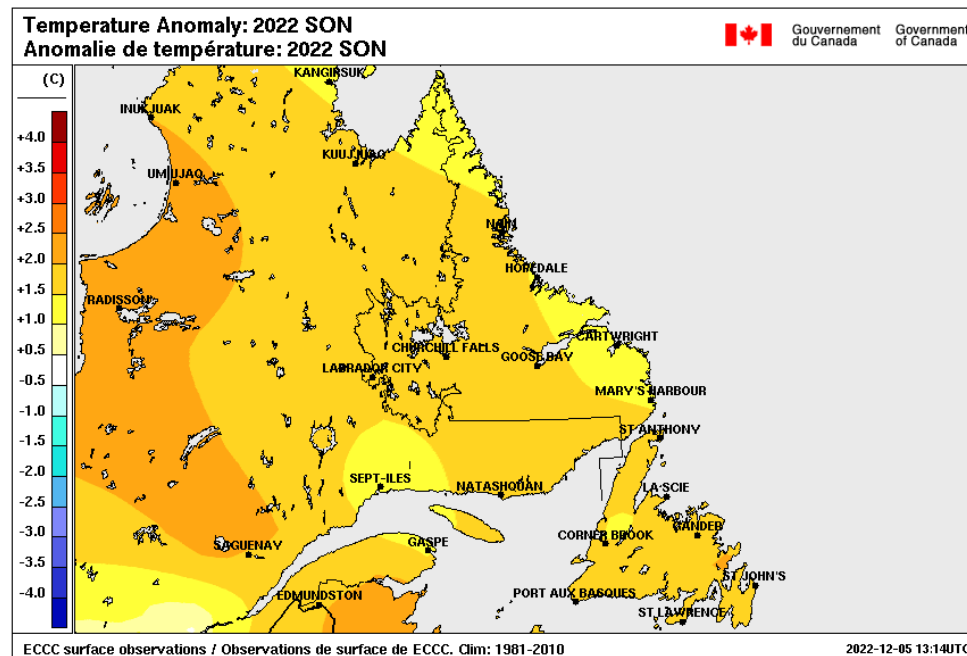 Temperature Anomaly: 2022 SON
Anomalie de température: 2022 SON
Gouvernement du Canada
Government of Canada
(C)
+4.0
+3.5
+3.0
+2.5
+2.0
+1.5
+1.0
+0.5
-0.5
-1.0
-1.5
-2.0
-3.0
-3.5
-4.0
KANGIRSUK
INUKJUAK
KUUJJUAQ
UMIUJAQ
NAIN
HOPEDALE
RADISSON
CARTWRIGHT
CHURCHILL FALLS
GOOSE BAY
LABRADOR CITY
MARY'S HARBOUR
ST ANTHONY
SEPT-ILES
NATASHQUAN
LA SCIE
GANDER
CORNER BROOK
GASPE
SAGUENAY
ST JOHN'S
EDMUNDSTON
PORT AUX BASQUES
ST LAWRENCE
ECCC surface observations / Observations de surface de ECCC. Clim: 1981-2010
2022-12-05 13:14UTC